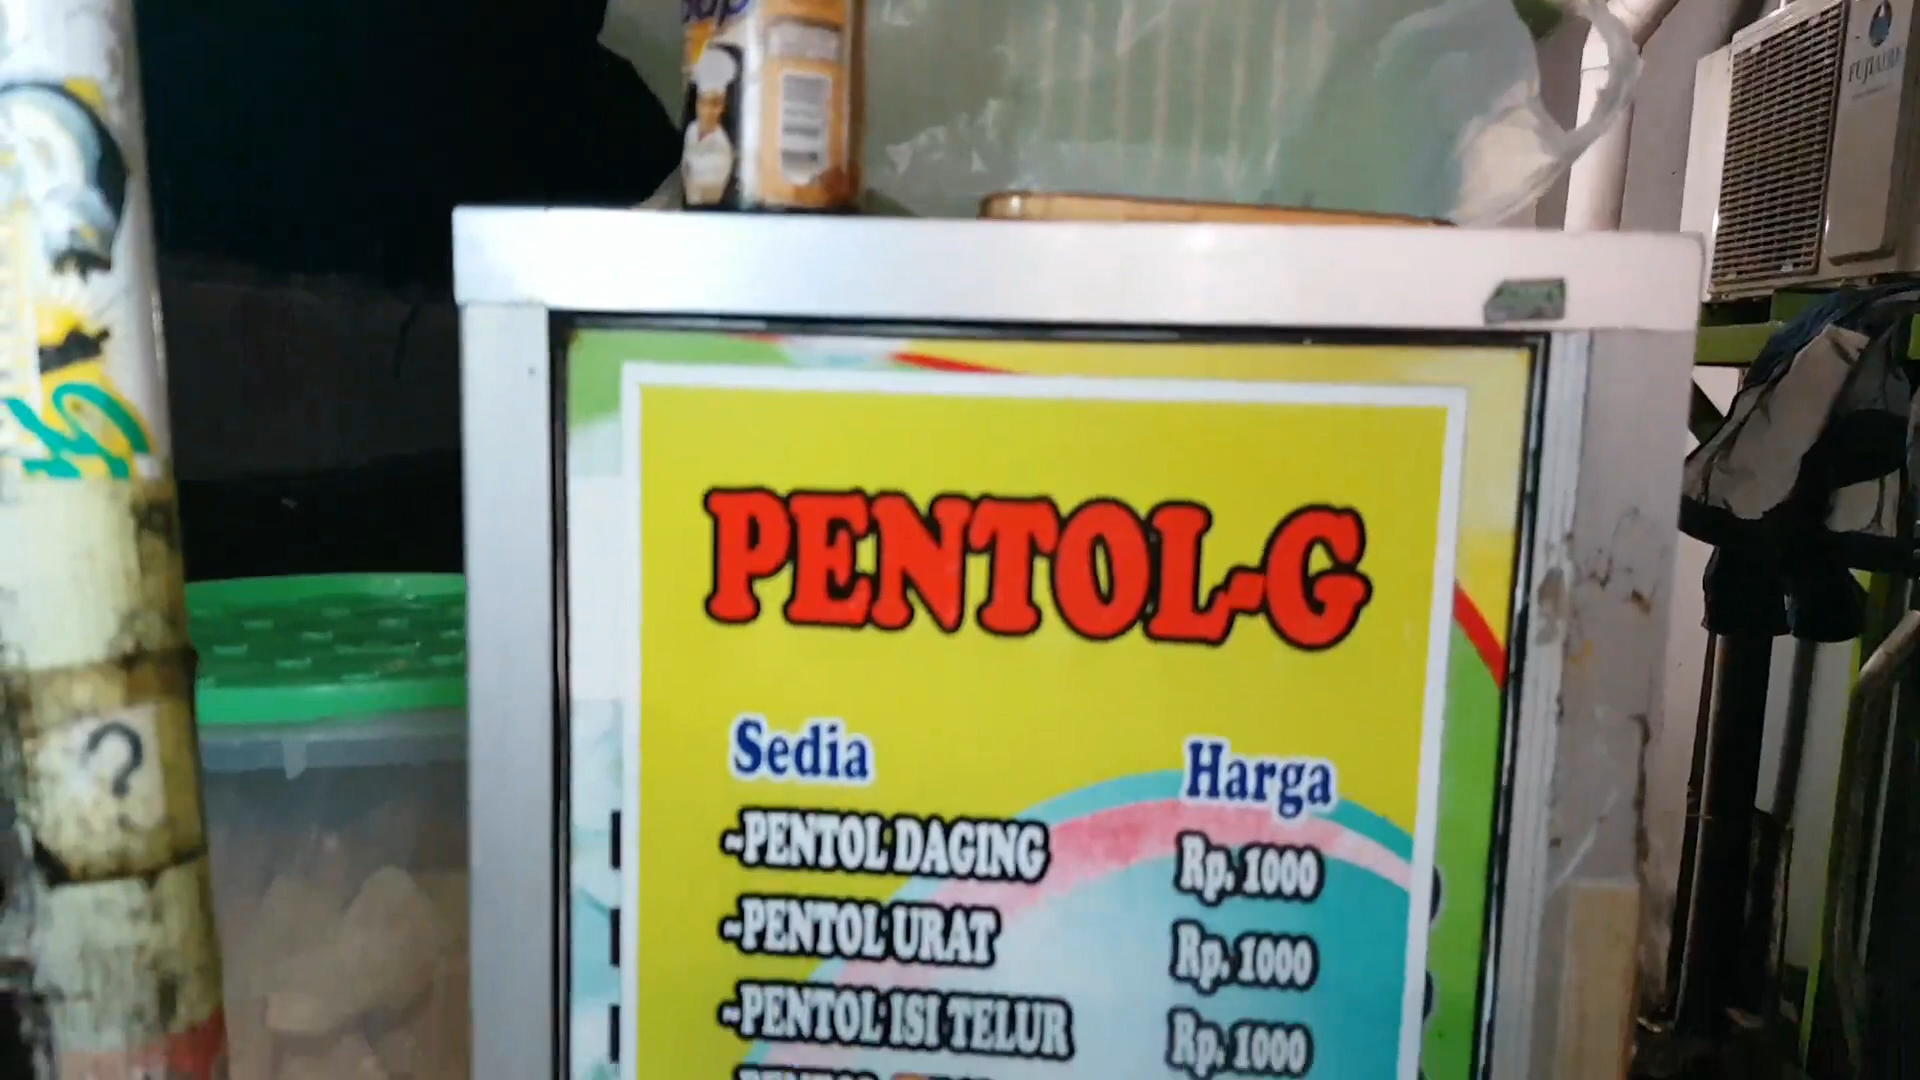 PENTOL-G
Sedia Harga
-PENTOL DAGING Rp. 1000
-PENTOL URAT Rp. 1000
-PENTOL ISI TELUR Rp. 1000
?